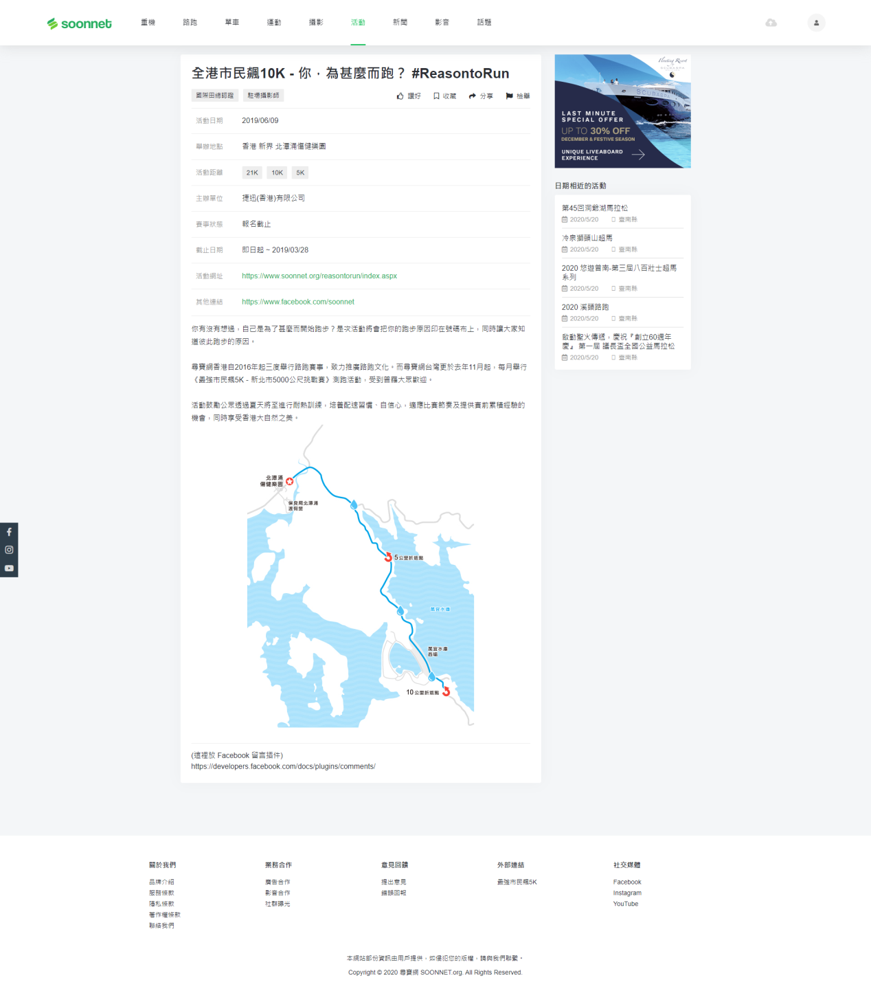 soonnet
重機
路跑
單車
運動
攝影
活動
新聞
影音
話題
全港市民飆10K - 你，為甚麼而跑？ #ReasontoRun
國際田總認證 駐場攝影師
讚好 收藏 分享 檢舉
活動日期 2019/06/09
舉辦地點 香港 新界 北潭涌傷健樂園
活動距離 21K 10K 5K
主辦單位 捷迅(香港)有限公司
賽事狀態 報名截止
截止日期 即日起 ~ 2019/03/28
活動網址 https://www.soonnet.org/reasontorun/index.aspx
其他連結 https://www.facebook.com/soonnet
你有沒有想過，自己是為了甚麼而開始跑步？是次活動將會把你的跑步原因印在號碼布上，同時讓大家知
道彼此跑步的原因。
尋寶網香港自2016年起三度舉行路跑賽事，致力推廣路跑文化。而尋寶網台灣更於去年11月起，每月舉行
《最強市民飆5K - 新北市5000公尺挑戰賽》測跑活動，受到普羅大眾歡迎。
活動鼓勵公眾透過夏天將至進行耐熱訓練，培養配速習慣、自信心，適應比賽節奏及提供賽前累積經驗的
機會，同時享受香港大自然之美。
北潭涌
傷健樂園
保良局北潭涌
渡假營
5公里折返點
萬宜水庫
萬宜水庫
西壩
10公里折返點
(這裡放 Facebook 留言插件)
https://developers.facebook.com/docs/plugins/comments/
Floating Resort
SCUBASPA
LAST MINUTE
SPECIAL OFFER
UP TO 30% OFF
DECEMBER & FESTIVE SEASON
UNIQUE LIVEABOARD
EXPERIENCE
日期相近的活動
第45回洞爺湖馬拉松
2020/5/20 臺南縣
冷泉獅頭山超馬
2020/5/20 臺南縣
2020 悠遊曾南-第三屆八百壯士超馬
系列
2020/5/20 臺南縣
2020 溪頭路跑
2020/5/20 臺南縣
啟動聖火傳遞，慶祝『創立60週年
慶』 第一屆 議長盃全國公益馬拉松
2020/5/20 臺南縣
關於我們
品牌介紹
服務條款
隱私條款
著作權條款
聯絡我們
業務合作
廣告合作
影音合作
社群曝光
意見回饋
提出意見
錯誤回報
外部連結
最強市民飆5K
社交媒體
Facebook
Instagram
YouTube
本網站部份資訊由用戶提供，如侵犯您的版權，請與我們聯繫。
Copyright © 2020 尋寶網 SOONNET.org. All Rights Reserved.